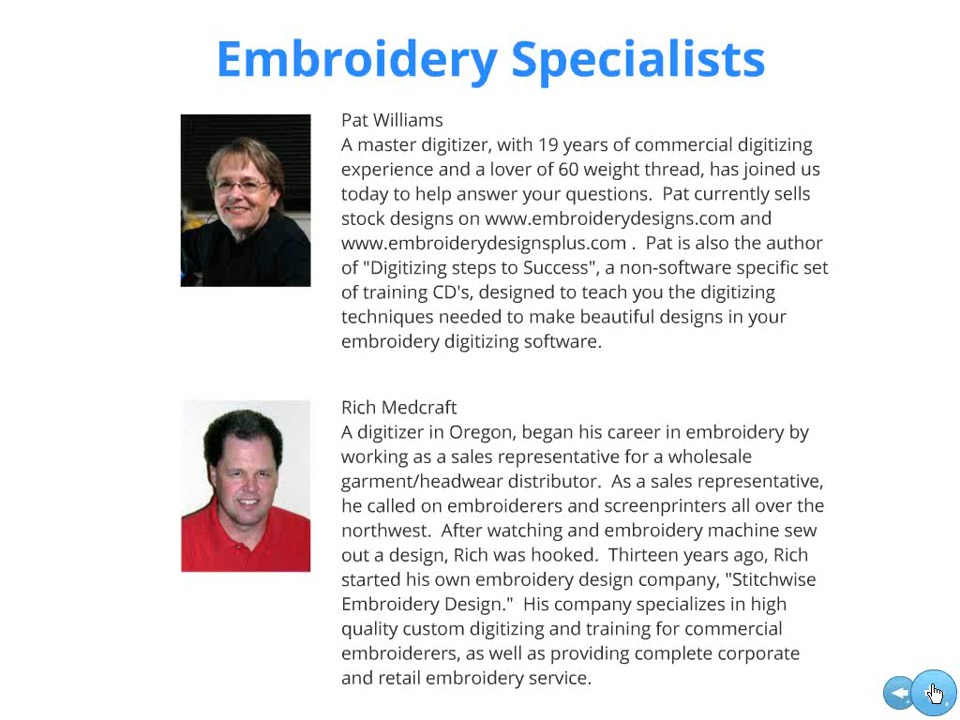 Embroidery Specialists
Pat Williams
A master digitizer, with 19 years of commercial digitizing
experience and a lover of 60 weight thread, has joined us
today to help answer your questions.  Pat currently sells
stock designs on www.embroiderydesigns.com and
www.embroiderydesignsplus.com .  Pat is also the author
of "Digitizing steps to Success", a non-software specific set
of training CD's, designed to teach you the digitizing
techniques needed to make beautiful designs in your
embroidery digitizing software.
Rich Medcraft
A digitizer in Oregon, began his career in embroidery by
working as a sales representative for a wholesale
garment/headwear distributor.  As a sales representative,
he called on embroiderers and screenprinters all over the
northwest.  After watching and embroidery machine sew
out a design, Rich was hooked.  Thirteen years ago, Rich
started his own embroidery design company, "Stitchwise
Embroidery Design."  His company specializes in high
quality custom digitizing and training for commercial
embroiderers, as well as providing complete corporate
and retail embroidery service.